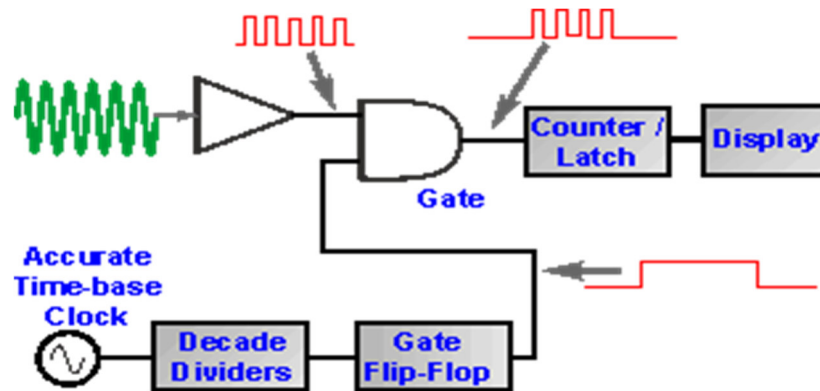 Counter /
Latch
Display
Gate
Accurate
Time-base
Clock
Decade
Dividers
Gate
Flip-Flop